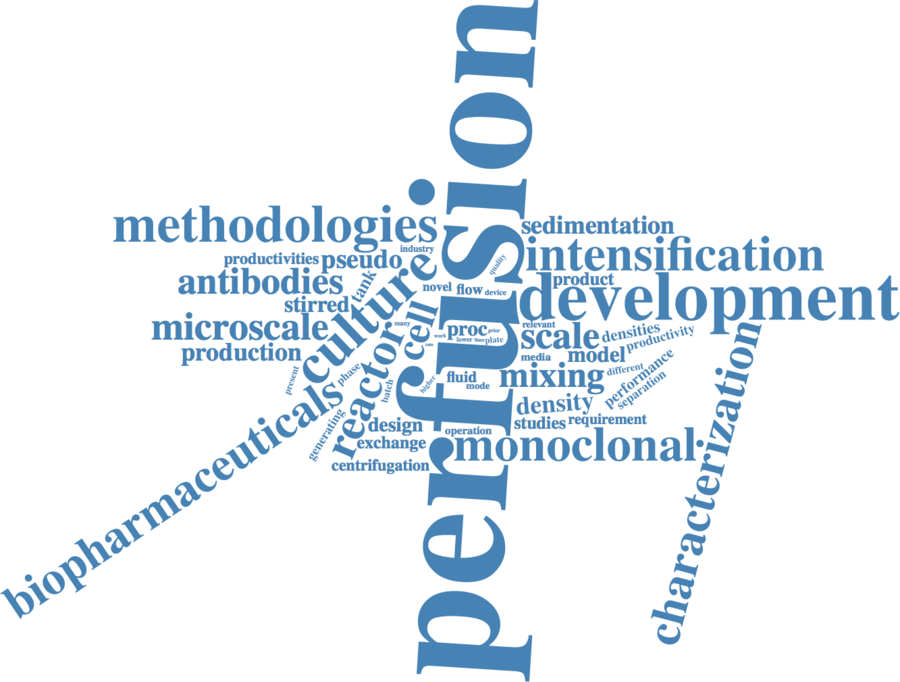 perfusion
methodologies
sedimentation
industry
intensification
productivities
pseudo
culture
quality
antibodies
tank
novel
flow
device
product
development
stirred
cell
many
proc
prior
relevant
microscale
work
lower
time
plate
scale
densities
productivity
production
reactor
rate
media
model
present
phase
batch
higher
fluid
mode
mixing
different
performance
separation
biopharmaceuticals
generating
design
density
studies
requirement
exchange
operation
monoclonal
centrifugation
characterization